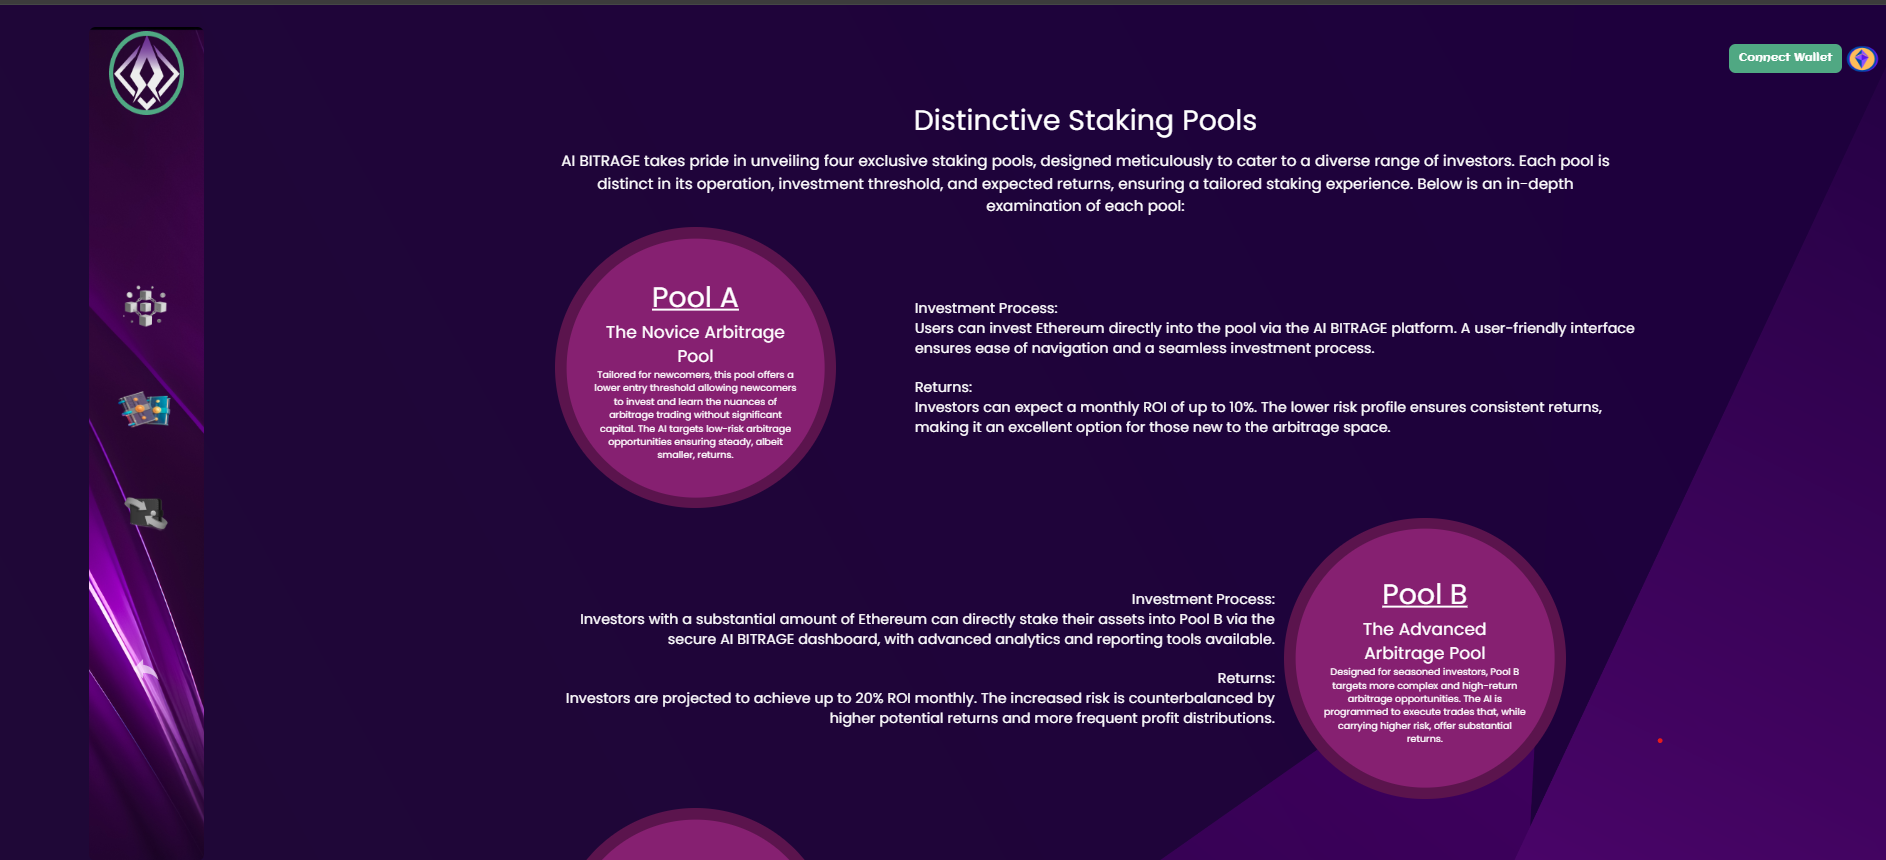 Connect Wallet
Distinctive Staking Pools
AI BITRAGE takes pride in unveiling four exclusive staking pools, designed meticulously to cater to a diverse range of investors. Each pool is
distinct in its operation, investment threshold, and expected returns, ensuring a tailored staking experience. Below is an in-depth
examination of each pool:
Pool A
The Novice Arbitrage
Pool
Tailored for newcomers, this pool offers a
lower entry threshold allowing newcomers
to invest and learn the nuances of
arbitrage trading without significant
capital. The AI targets low-risk arbitrage
opportunities ensuring steady, albeit
smaller, returns.
Investment Process:
Users can invest Ethereum directly into the pool via the AI BITRAGE platform. A user-friendly interface
ensures ease of navigation and a seamless investment process.
Returns:
Investors can expect a monthly ROI of up to 10%. The lower risk profile ensures consistent returns,
making it an excellent option for those new to the arbitrage space.
Investment Process:
Investors with a substantial amount of Ethereum can directly stake their assets into Pool B via the
secure AI BITRAGE dashboard, with advanced analytics and reporting tools available.
Returns:
Investors are projected to achieve up to 20% ROI monthly. The increased risk is counterbalanced by
higher potential returns and more frequent profit distributions.
Pool B
The Advanced
Arbitrage Pool
Designed for seasoned investors, Pool B
targets more complex and high-return
arbitrage opportunities. The AI is
programmed to execute trades that, while
carrying higher risk, offer substantial
returns.